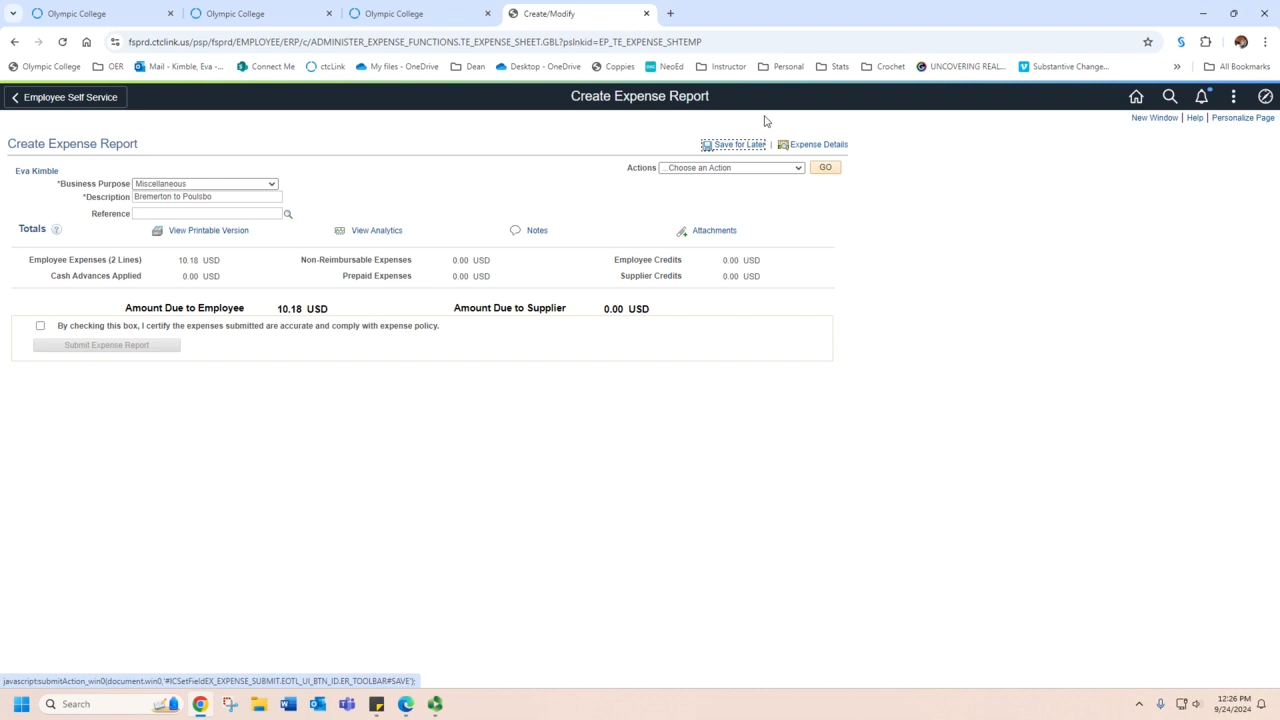 Olympic College
Olympic College
Olympic College
Create/Modify
fsprd.ctclink.us/psp/fsprd/EMPLOYEE/ERP/c/ADMINISTER_EXPENSE_FUNCTIONS.TE_EXPENSE_SHEET.GBL?pslnkid=EP_TE_EXPENSE_SHTEMP
Olympic College OER Mail - Kimble, Eva -... Connect Me ctcLink My files - OneDrive Dean Desktop - OneDrive Coppies NeoEd Instructor Personal Stats Crochet UNCOVERING REAL... Substantive Change... » All Bookmarks
Employee Self Service
Create Expense Report
New Window | Help | Personalize Page
Create Expense Report
Save for Later | Expense Details
Eva Kimble
Actions ...Choose an Action GO
*Business Purpose Miscellaneous
*Description Bremerton to Poulsbo
Reference
Totals ? View Printable Version View Analytics Notes Attachments
Employee Expenses (2 Lines) 10.18 USD Non-Reimbursable Expenses 0.00 USD Employee Credits 0.00 USD
Cash Advances Applied 0.00 USD Prepaid Expenses 0.00 USD Supplier Credits 0.00 USD
Amount Due to Employee 10.18 USD Amount Due to Supplier 0.00 USD
By checking this box, I certify the expenses submitted are accurate and comply with expense policy.
Submit Expense Report
javascript:submitAction_win0(document.win0,'#ICSetFieldEX_EXPENSE_SUBMIT.EOTL_UI_BTN_ID.ER_TOOLBAR#SAVE');
Search
12:26 PM
9/24/2024